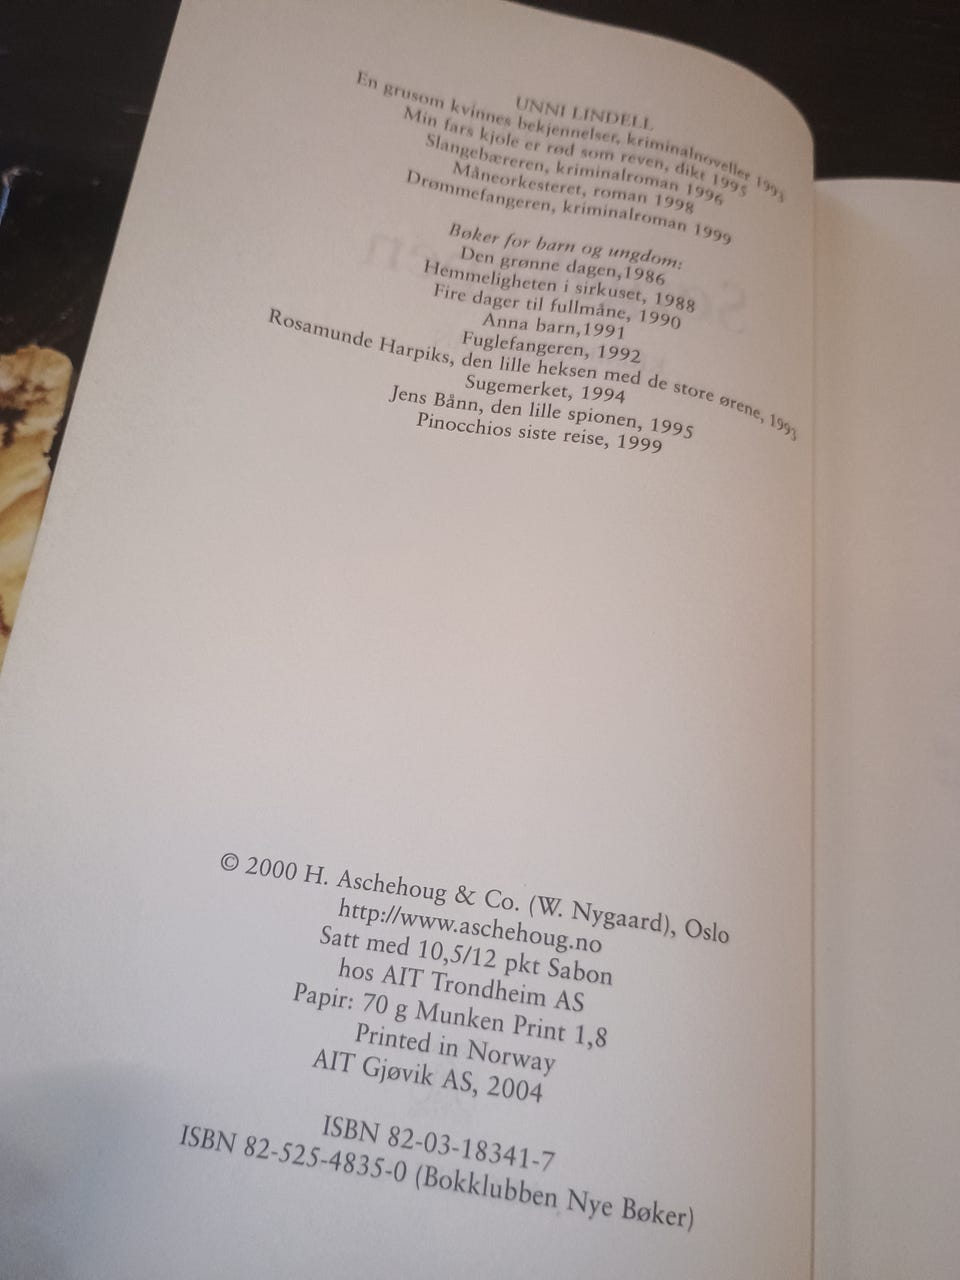 UNNI LINDELL
En grusom kvinnes bekjennelser, kriminalnoveller 1993
Min fars kjole er rød som reven, dikt 1995
Slangebæreren, kriminalroman 1996
Måneorkesteret, roman 1998
Drømmefangeren, kriminalroman 1999
Bøker for barn og ungdom:
Den grønne dagen,1986
Hemmeligheten i sirkuset, 1988
Fire dager til fullmåne, 1990
Anna barn,1991
Fuglefangeren, 1992
Rosamunde Harpiks, den lille heksen med de store ørene, 1993
Sugemerket, 1994
Jens Bånn, den lille spionen, 1995
Pinocchios siste reise, 1999
© 2000 H. Aschehoug & Co. (W. Nygaard), Oslo
http://www.aschehoug.no
Satt med 10,5/12 pkt Sabon
hos AIT Trondheim AS
Papir: 70 g Munken Print 1,8
Printed in Norway
AIT Gjøvik AS, 2004
ISBN 82-03-18341-7
ISBN 82-525-4835-0 (Bokklubben Nye Bøker)